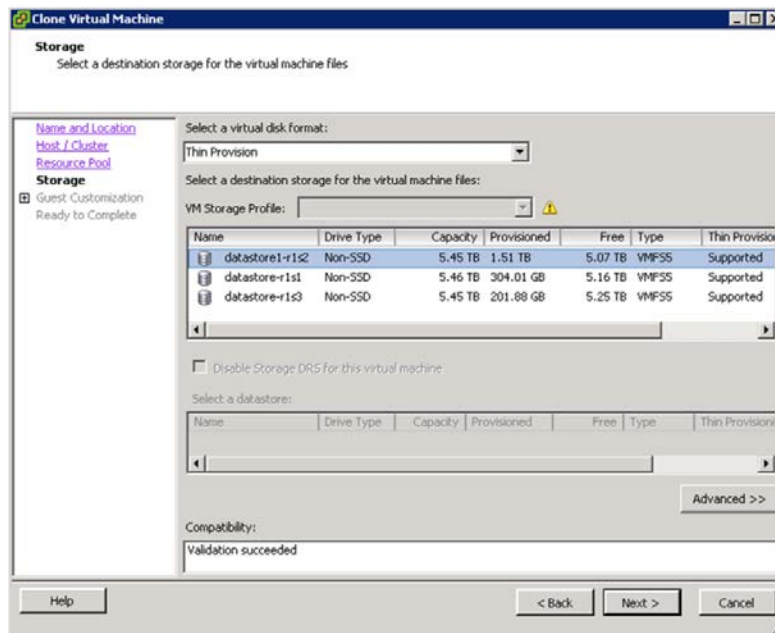 Clone Virtual Machine
Storage
Select a destination storage for the virtual machine files
Name and Location
Host / Cluster
Resource Pool
Storage
Guest Customization
Ready to Complete
Select a virtual disk format:
Thin Provision
Select a destination storage for the virtual machine files:
VM Storage Profile:
Name Drive Type Capacity Provisioned Free Type Thin Provision
datastore1-r1s2 Non-SSD 5.45 TB 1.51 TB 5.07 TB VMFS5 Supported
datastore-r1s1 Non-SSD 5.46 TB 304.01 GB 5.16 TB VMFS5 Supported
datastore-r1s3 Non-SSD 5.45 TB 201.88 GB 5.25 TB VMFS5 Supported
Disable Storage DRS for this virtual machine
Select a datastore:
Name Drive Type Capacity Provisioned Free Type Thin Provisioni
Advanced >>
Compatibility:
Validation succeeded
Help < Back Next > Cancel